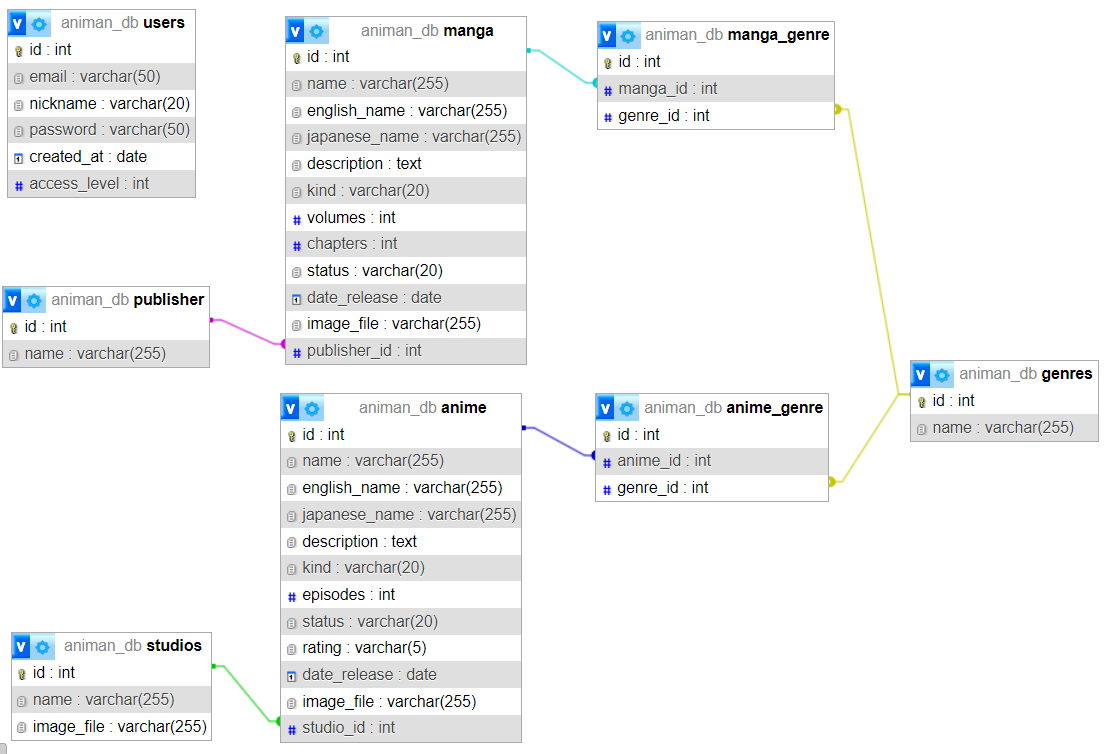 v animan_db users
id : int
email : varchar(50)
nickname : varchar(20)
password : varchar(50)
created_at : date
# access_level : int
v animan_db manga
id : int
name : varchar(255)
english_name : varchar(255)
japanese_name : varchar(255)
description : text
kind : varchar(20)
# volumes : int
# chapters : int
status : varchar(20)
date_release : date
image_file : varchar(255)
# publisher_id : int
v animan_db manga_genre
id : int
# manga_id : int
# genre_id : int
v animan_db publisher
id : int
name : varchar(255)
v animan_db genres
id : int
name : varchar(255)
v animan_db anime
id : int
name : varchar(255)
english_name : varchar(255)
japanese_name : varchar(255)
description : text
kind : varchar(20)
# episodes : int
status : varchar(20)
rating : varchar(5)
date_release : date
image_file : varchar(255)
# studio_id : int
v animan_db anime_genre
id : int
# anime_id : int
# genre_id : int
v animan_db studios
id : int
name : varchar(255)
image_file : varchar(255)